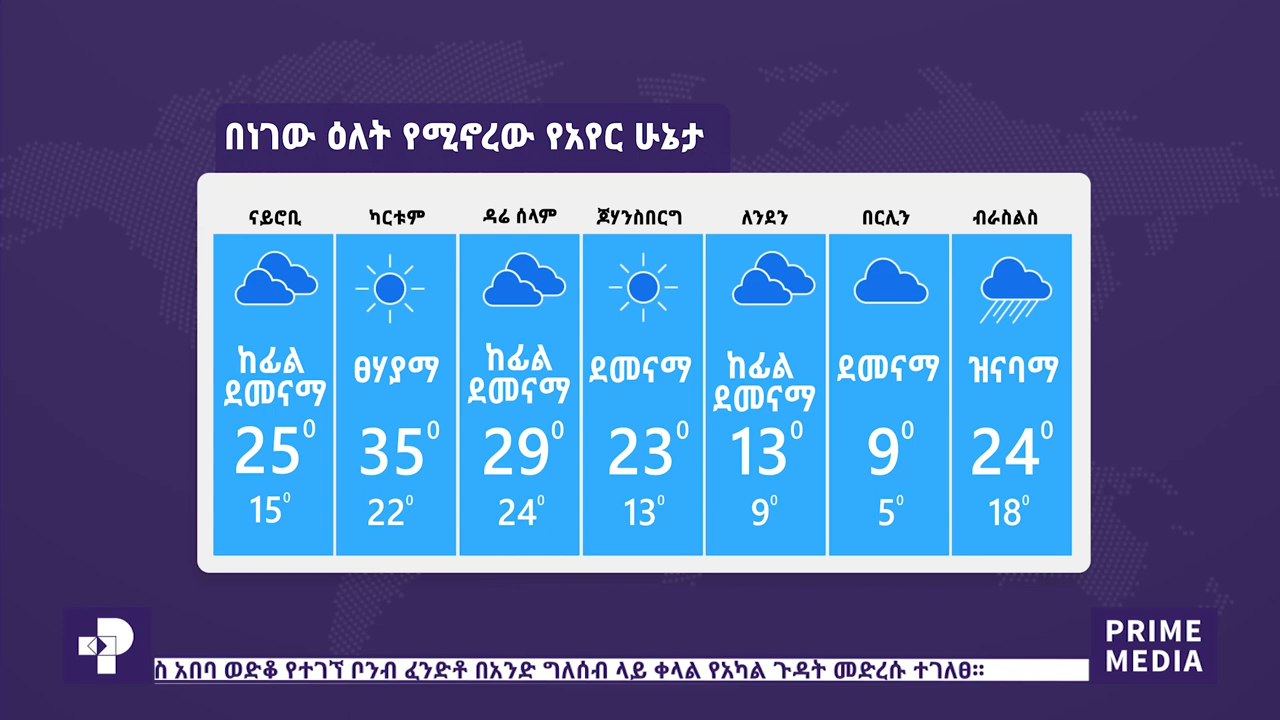 በነገው ዕለት የሚኖረው የአየር ሁኔታ
ናይሮቢ ካርቱም ዳሬ ሰላም ጆሃንስበርግ ለንደን በርሊን ብራስልስ
ከፊል ደመናማ ፀሃያማ ከፊል ደመናማ ደመናማ ከፊል ደመናማ ደመናማ ዝናባማ
25⁰ 35⁰ 29⁰ 23⁰ 13⁰ 9⁰ 24⁰
15⁰ 22⁰ 24⁰ 13⁰ 9⁰ 5⁰ 18⁰
ስ አበባ ወድቆ የተገኘ ቦንብ ፈንድቶ በአንድ ግለሰብ ላይ ቀላል የአካል ጉዳት መድረሱ ተገለፀ።
PRIME
MEDIA